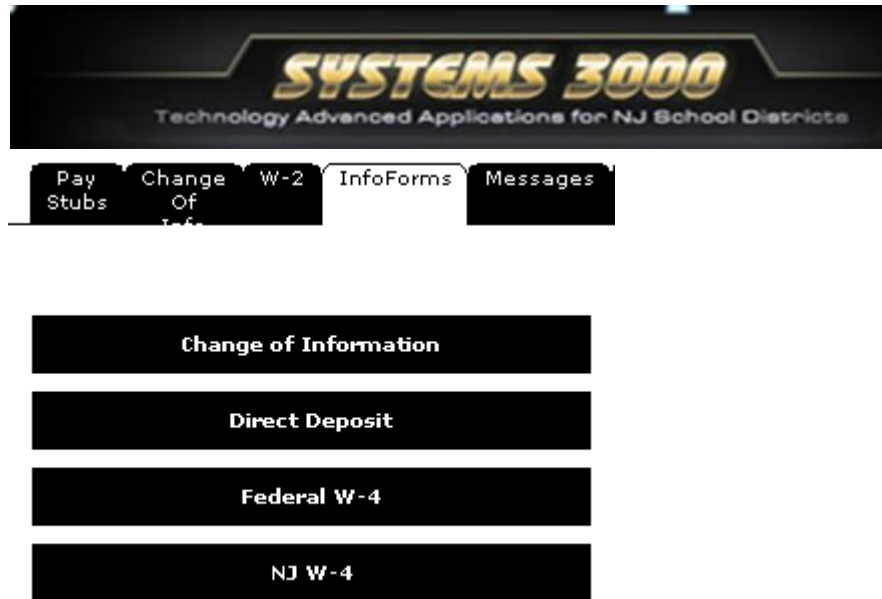 SYSTEMS 3000
Technology Advanced Applications for NJ School Districts
Pay Change W-2 InfoForms Messages
Stubs Of
Info
Change of Information
Direct Deposit
Federal W-4
NJ W-4